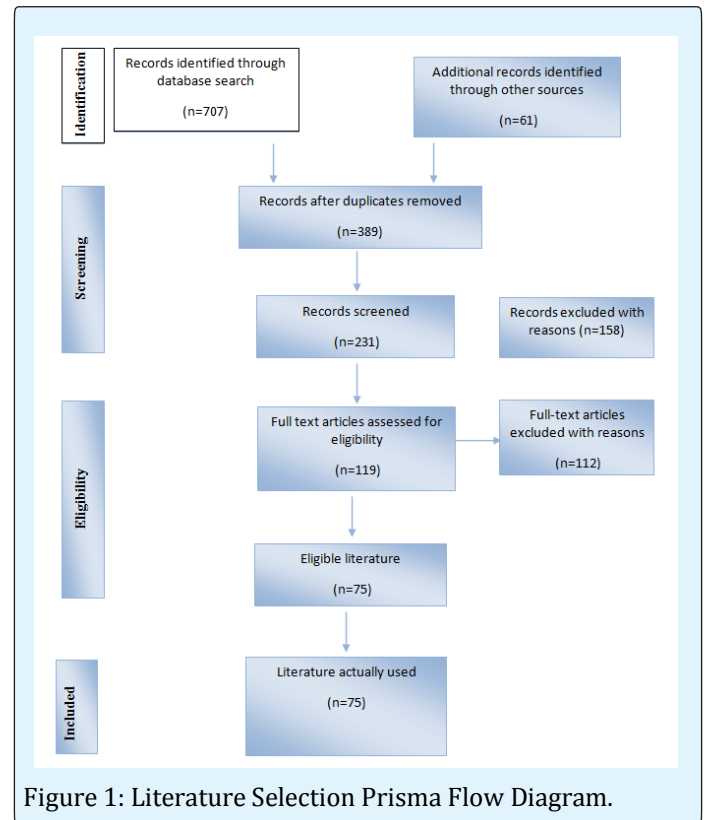 Identification
Records identified through
database search
(n=707)
Additional records identified
through other sources
(n=61)
Screening
Records after duplicates removed
(n=389)
Records screened
(n=231)
Records excluded with
reasons (n=158)
Eligibility
Full text articles assessed for
eligibility
(n=119)
Full-text articles
excluded with reasons
(n=112)
Eligible literature
(n=75)
Included
Literature actually used
(n=75)
Figure 1: Literature Selection Prisma Flow Diagram.